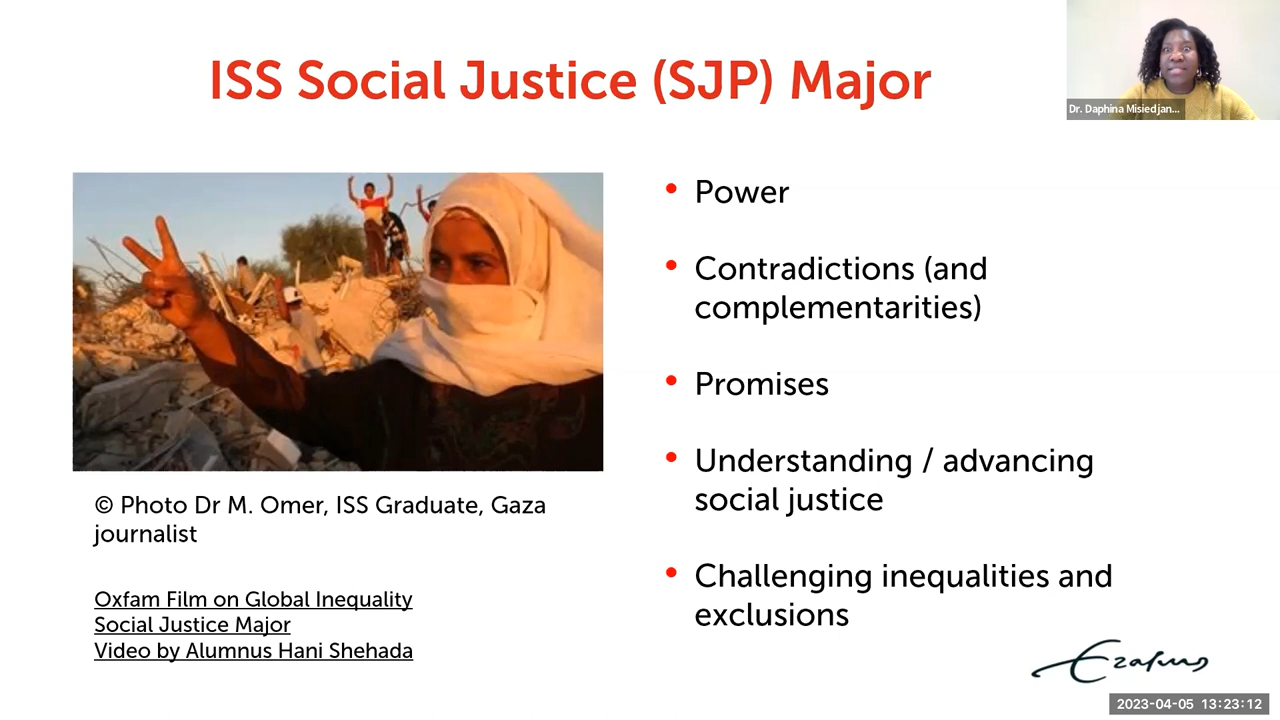 ISS Social Justice (SJP) Major
Dr. Daphina Misiedjan...
• Power
• Contradictions (and
complementarities)
• Promises
• Understanding / advancing
social justice
• Challenging inequalities and
exclusions
© Photo Dr M. Omer, ISS Graduate, Gaza
journalist
Oxfam Film on Global Inequality
Social Justice Major
Video by Alumnus Hani Shehada
Erasmus
2023-04-05 13:23:12